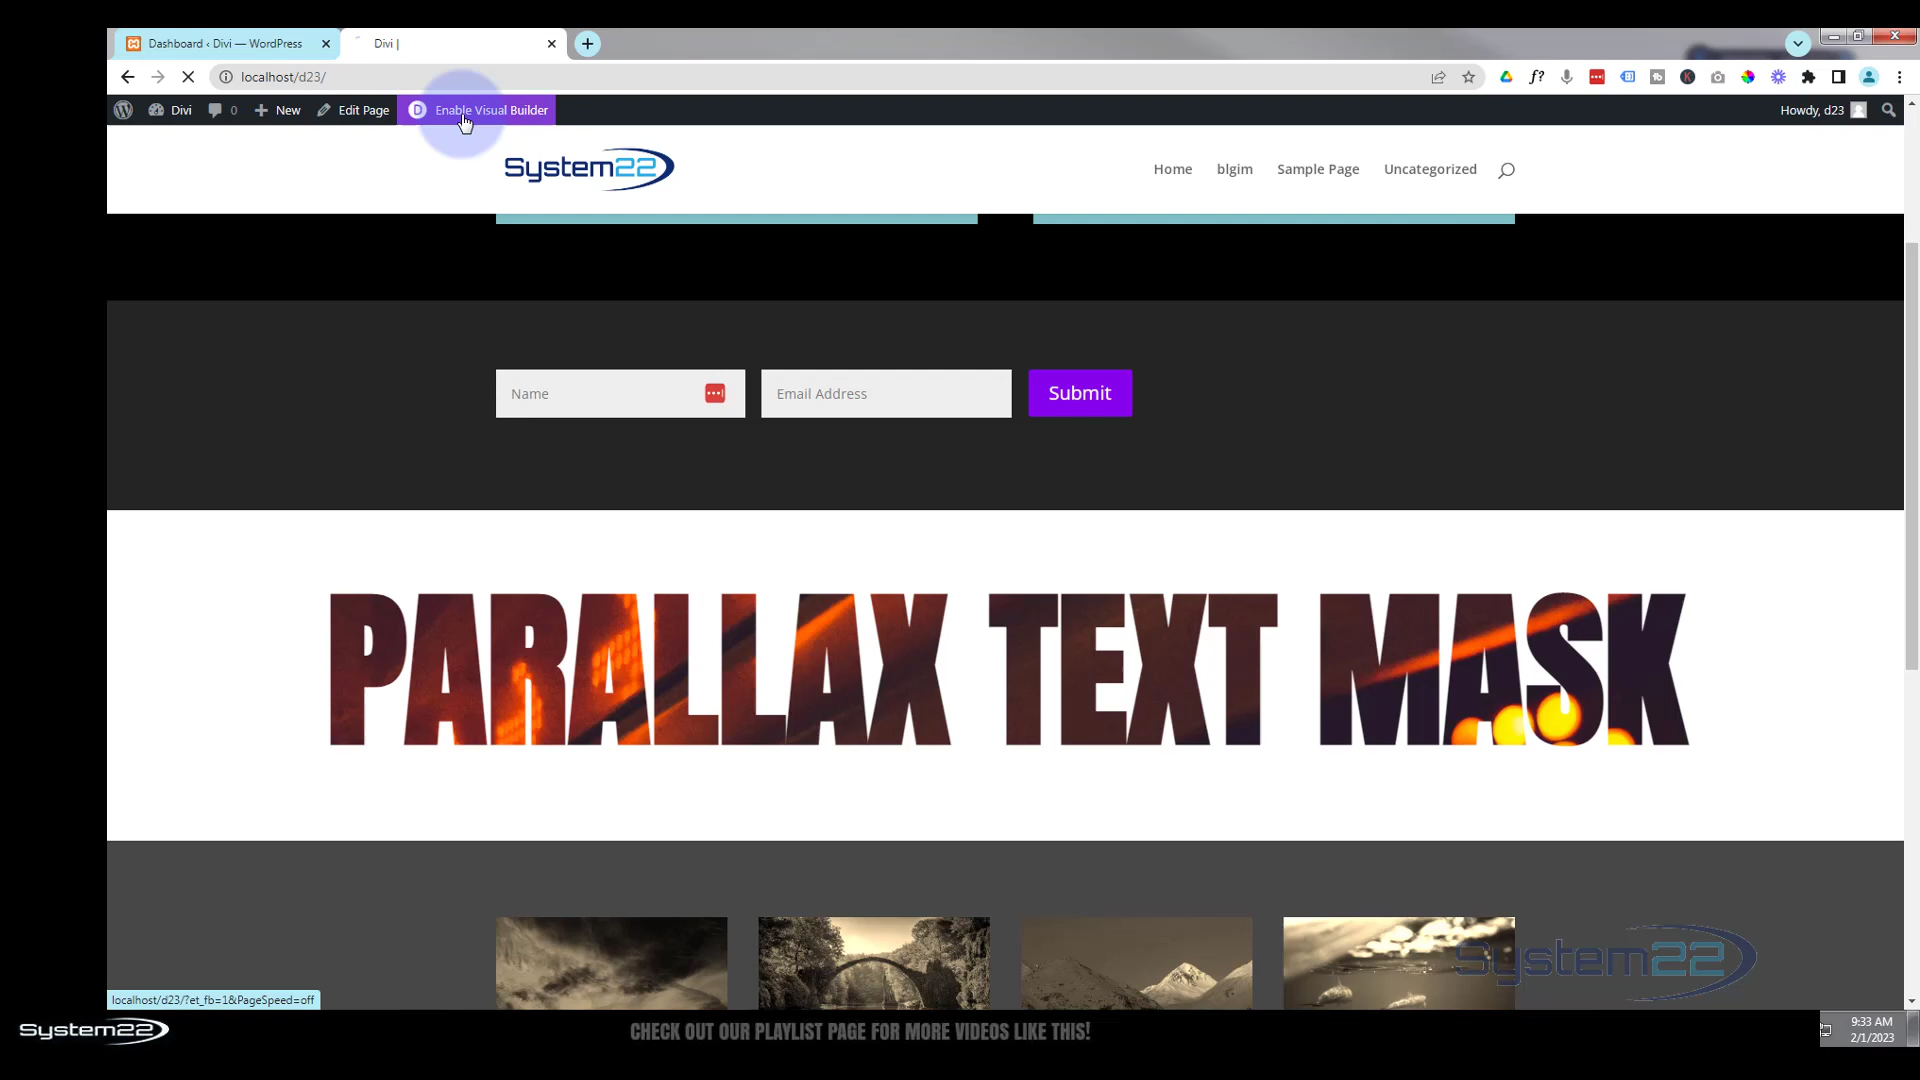 Dashboard ‹ Divi — WordPress
Divi |
localhost/d23/
Divi
0
New
Edit Page
D Enable Visual Builder
Howdy, d23
System22
Home
blgim
Sample Page
Uncategorized
Name
Email Address
Submit
PARALLAX TEXT MASK
System22
localhost/d23/?et_fb=1&PageSpeed=off
System22
CHECK OUT OUR PLAYLIST PAGE FOR MORE VIDEOS LIKE THIS!
9:33 AM
2/1/2023